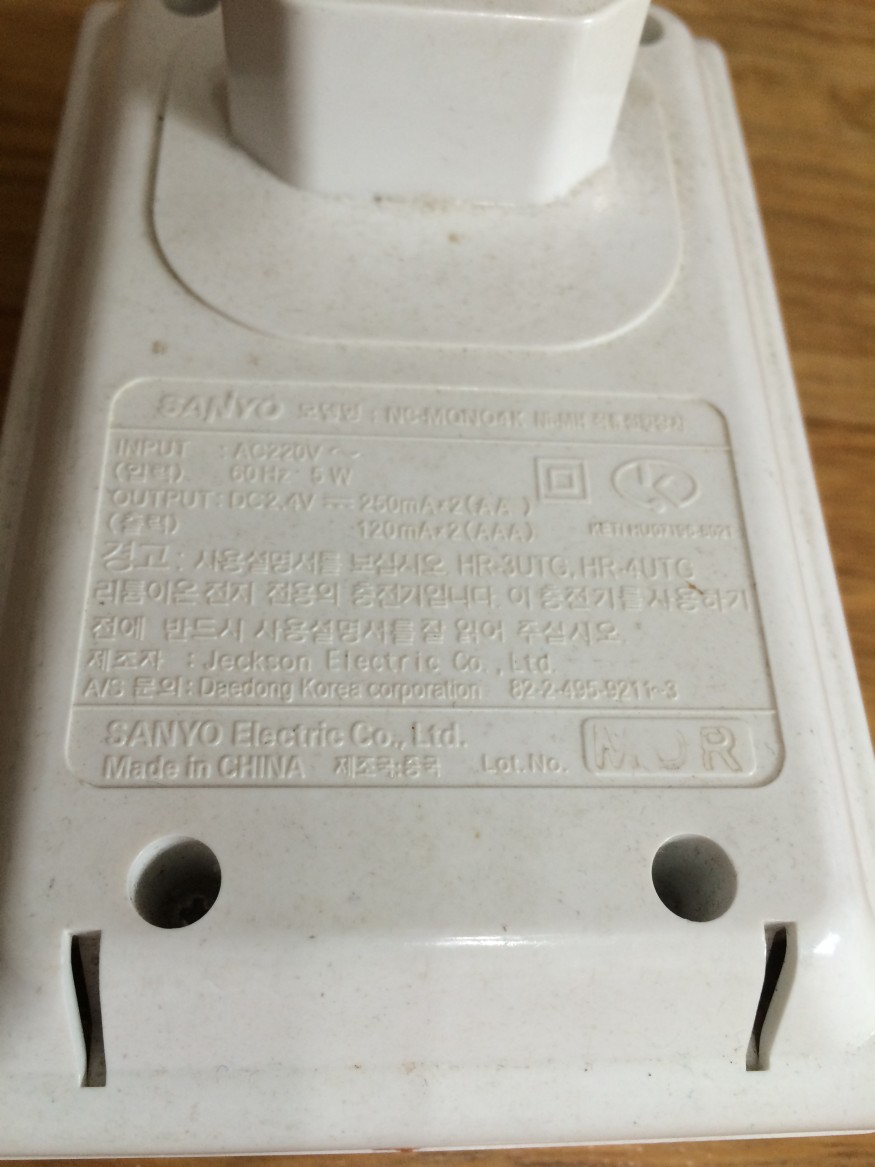 SANYO 모델명 : NC-MQN04K Ni-MH 전용
INPUT : AC220V ~
(입력) 60Hz 5W
OUTPUT : DC2.4V ⎓ 250mA×2(AA)
(출력) 120mA×2(AAA)
경고 : 사용설명서를 보십시오. HR-3UTG, HR-4UTG
리튬이온 전지 전용의 충전기입니다. 이 충전기를 사용하기
전에 반드시 사용설명서를 잘 읽어 주십시오.
제조자 : Jeckson Electric Co., Ltd.
A/S 문의 : Daedong Korea corporation 82-2-495-9211~3
SANYO Electric Co., Ltd.
Made in CHINA 제조국:중국 Lot.No.